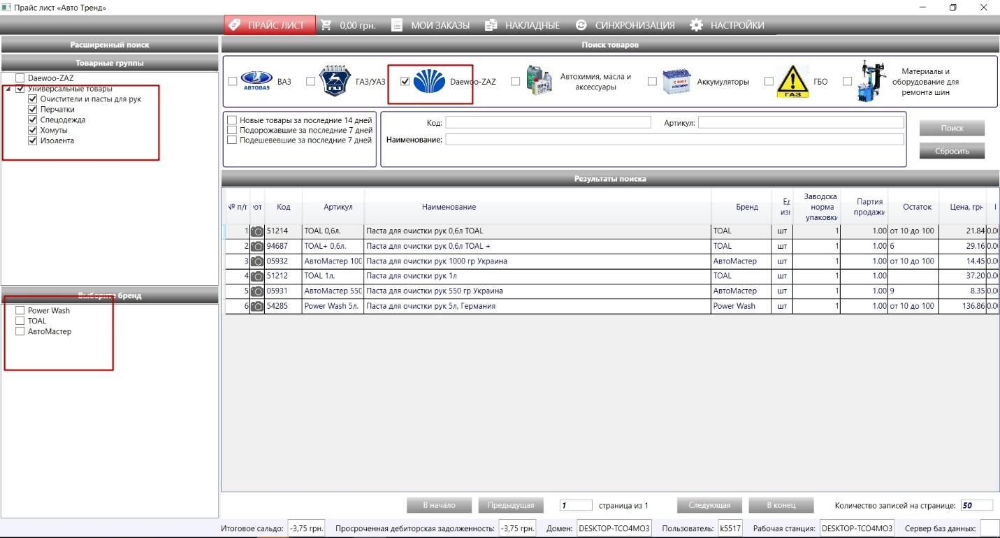 Прайс лист «Авто Тренд»
ПРАЙС ЛИСТ 0,00 грн. МОИ ЗАКАЗЫ НАКЛАДНЫЕ СИНХРОНИЗАЦИЯ НАСТРОЙКИ
Расширенный поиск
Товарные группы
Daewoo-ZAZ
Универсальные товары
Очистители и пасты для рук
Перчатки
Спецодежда
Хомуты
Изолента
Выберите бренд
Power Wash
TOAL
АвтоМастер
Поиск товаров
АВТОВАЗ
ВА�З
ГАЗ/УАЗ
Daewoo-ZAZ
Автохимия, масла и
аксессуары
Аккумуляторы
ГАЗ
ГБО
Материалы и
оборудование для
ремонта шин
Новые товары за последние 14 дней
Подорожавшие за последние 7 дней
Подешевевшие за последние 7 дней
Код: Артикул:
Наименование:
Поиск
Сбросить
Результаты поиска
№ п/г от Код Артикул Наименование Бренд Ед изг Заводска норма упаковки Партия продажи Остаток Цена, грн
1 51214 TOAL 0,6л. Паста для очистки рук 0,6л TOAL TOAL шт 1 1.00 от 10 до 100 21.84 0.0
2 94687 TOAL+ 0,6л. Паста для очистки рук 0,6л TOAL + TOAL шт 1 1.00 6 29.16 0.0
3 05932 АвтоМастер 100 Паста для очистки рук 1000 гр Украина АвтоМастер шт 1 1.00 от 10 до 100 14.45 0.0
4 51212 TOAL 1л. Паста для очистки рук 1л TOAL шт 1 1.00 37.20 0.0
5 05931 АвтоМастер 550 Паста для очистки рук 550 гр Украина АвтоМастер шт 1 1.00 9 8.35 0.0
6 54285 Power Wash 5л. Паста для очистки рук 5л, Германия Power Wash шт 1 1.00 от 10 до 100 136.86 0.0
В начало Предыдущая 1 страница из 1 Следующая В конец Количество записей на странице: 50
Итоговое сальдо: -3,75 грн. Просроченная дебиторская задолженность: -3,75 грн. Домен: DESKTOP-TCO4MO3 Пользователь: k5517 Рабочая станция: DESKTOP-TCO4MO3 Сервер баз данных: